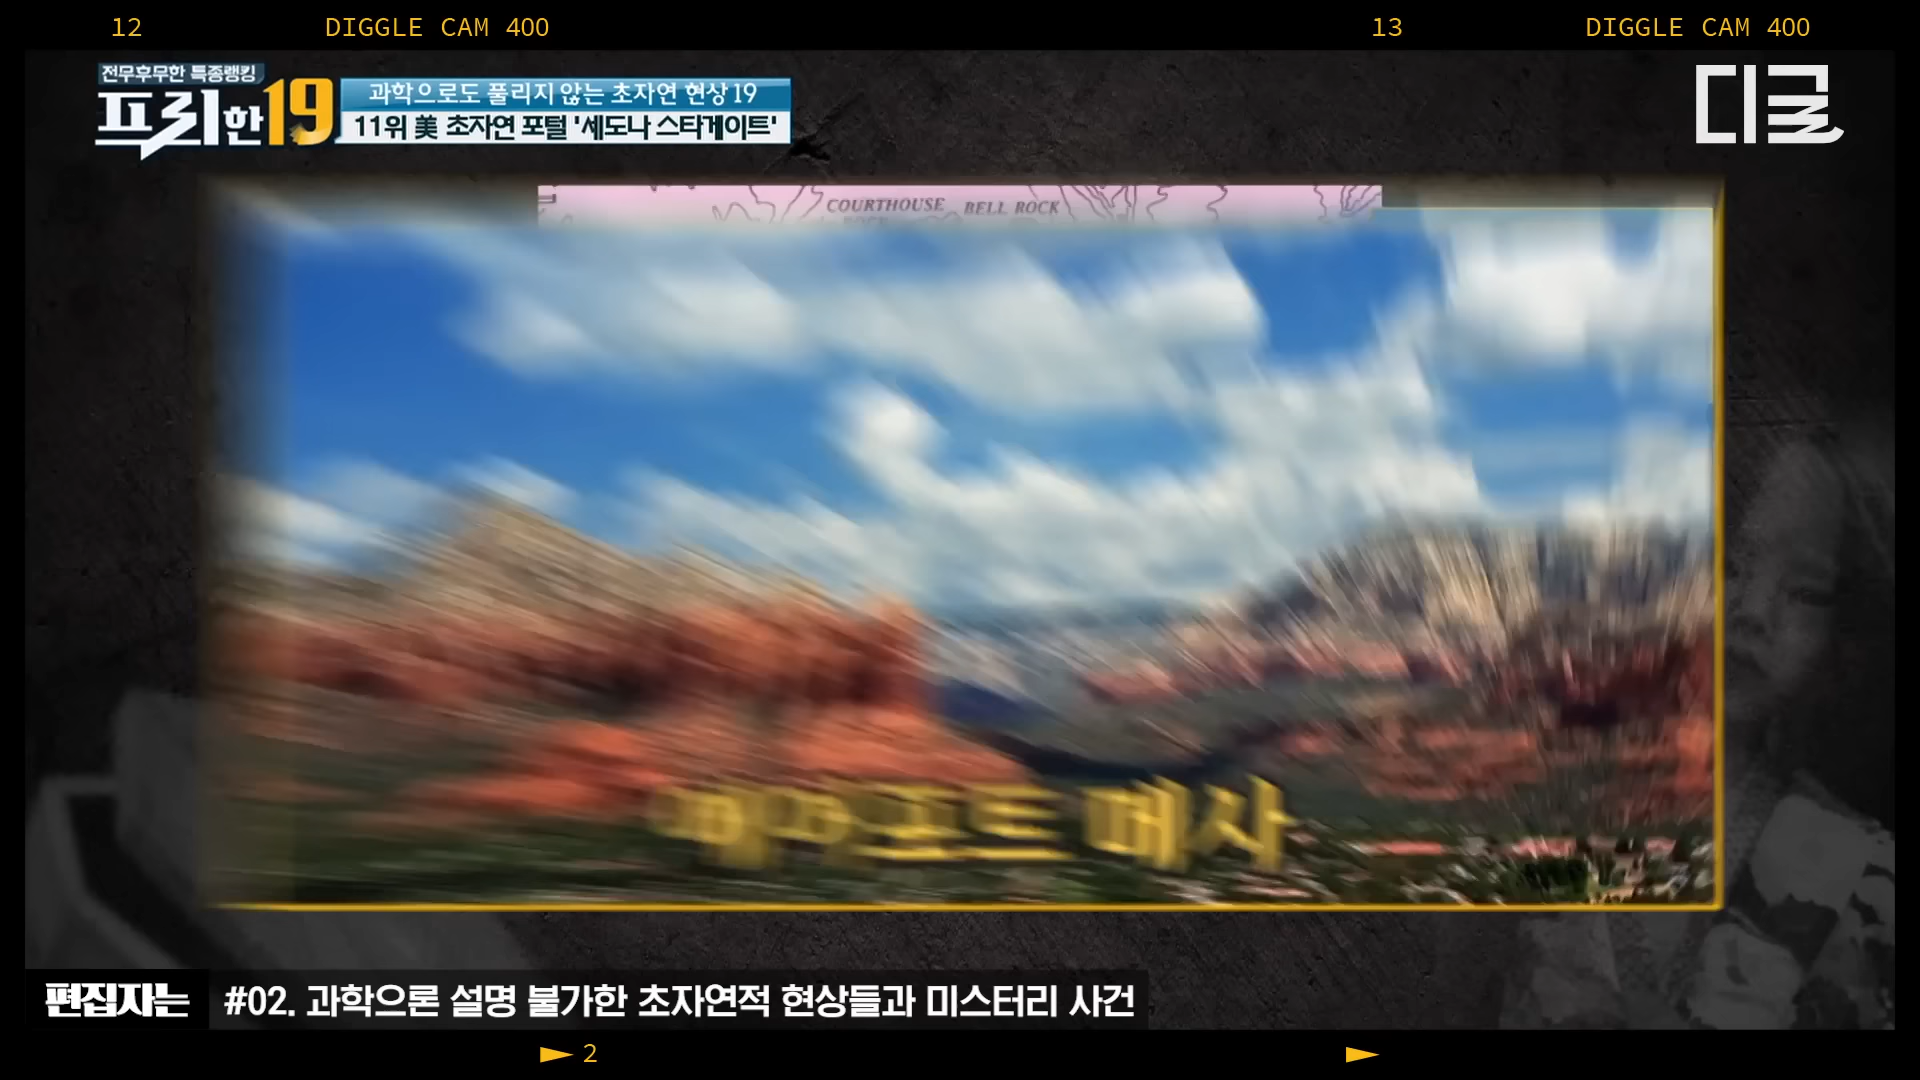 12 DIGGLE CAM 400 13 DIGGLE CAM 400
전무후무한 특종랭킹
프리한19
과학으로도 풀리지 않는 초자연 현상 19
11위 美 초자연 포털 '세도나 스타게이트'
디글
COURTHOUSE BELL ROCK
메사
편집자는 #02. 과학으론 설명 불가한 초자연적 현상들과 미스터리 사건
2